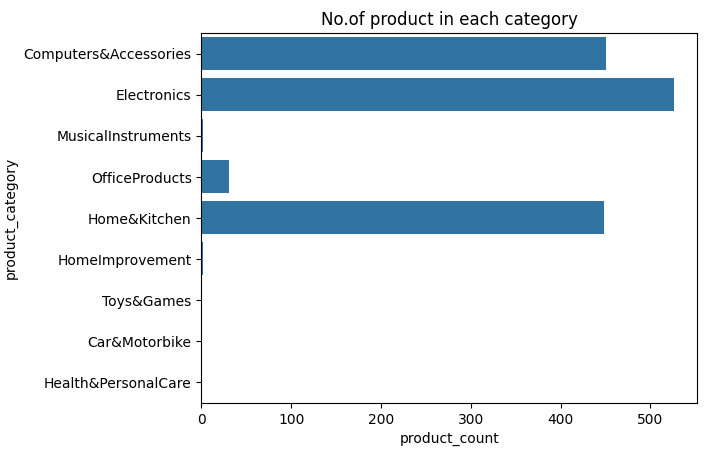 No.of product in each category
product_category
Computers&Accessories
Electronics
MusicalInstruments
OfficeProducts
Home&Kitchen
HomeImprovement
Toys&Games
Car&Motorbike
Health&PersonalCare
0 100 200 300 400 500
product_count